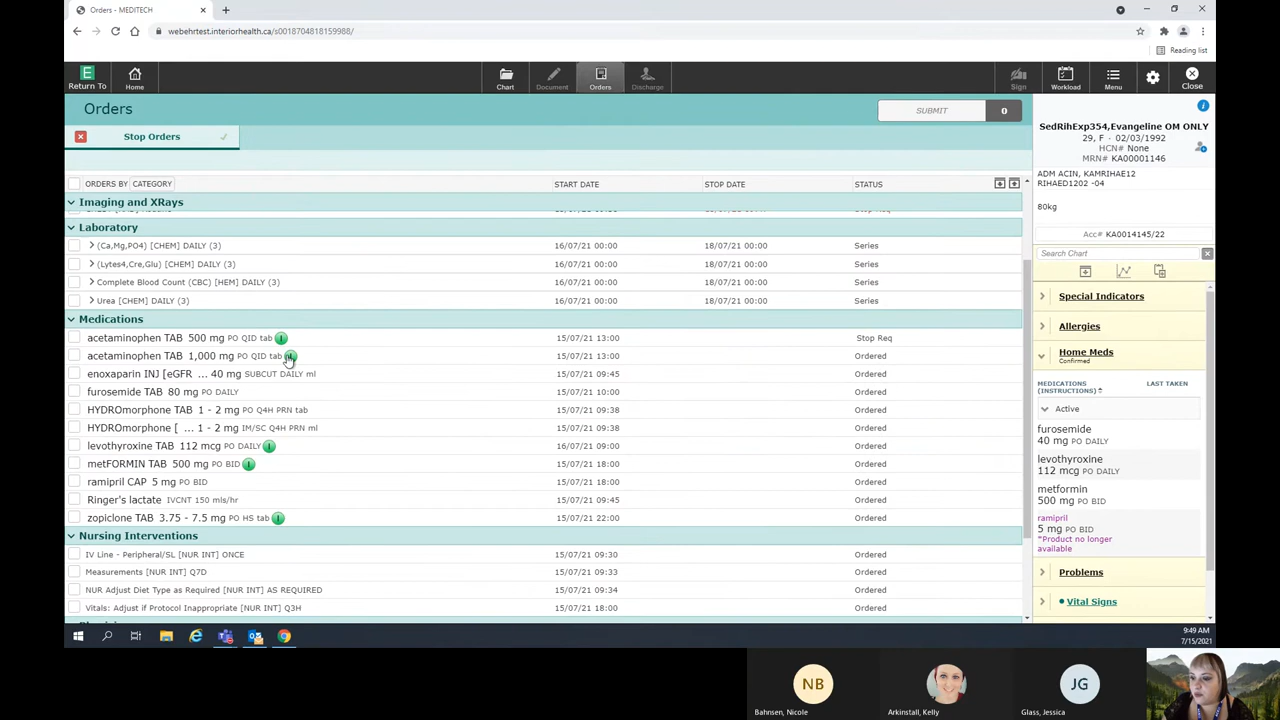 Orders - MEDITECH
webehrtest.interiorhealth.ca/s0018704818159988/
Reading list
E
Return To
Home
Chart
Document
Orders
Discharge
Sign
Workload
Menu
Close
Orders
SUBMIT 0
Stop Orders
ORDERS BY CATEGORY START DATE STOP DATE STATUS
Imaging and XRays
Laboratory
(Ca,Mg,PO4) [CHEM] DAILY (3) 16/07/21 00:00 18/07/21 00:00 Series
(Lytes4,Cre,Glu) [CHEM] DAILY (3) 16/07/21 00:00 18/07/21 00:00 Series
Complete Blood Count (CBC) [HEM] DAILY (3) 16/07/21 00:00 18/07/21 00:00 Series
Urea [CHEM] DAILY (3) 16/07/21 00:00 18/07/21 00:00 Series
Medications
acetaminophen TAB 500 mg PO QID tab 15/07/21 13:00 Stop Req
acetaminophen TAB 1,000 mg PO QID tab 15/07/21 13:00 Ordered
enoxaparin INJ [eGFR ... 40 mg SUBCUT DAILY ml 15/07/21 09:45 Ordered
furosemide TAB 80 mg PO DAILY 15/07/21 10:00 Ordered
HYDROmorphone TAB 1 - 2 mg PO Q4H PRN tab 15/07/21 09:38 Ordered
HYDROmorphone [ ... 1 - 2 mg IM/SC Q4H PRN ml 15/07/21 09:38 Ordered
levothyroxine TAB 112 mcg PO DAILY 16/07/21 09:00 Ordered
metFORMIN TAB 500 mg PO BID 15/07/21 18:00 Ordered
ramipril CAP 5 mg PO BID 15/07/21 18:00 Ordered
Ringer's lactate IVCNT 150 mls/hr 15/07/21 09:45 Ordered
zopiclone TAB 3.75 - 7.5 mg PO HS tab 15/07/21 22:00 Ordered
Nursing Interventions
IV Line - Peripheral/SL [NUR INT] ONCE 15/07/21 09:30 Ordered
Measurements [NUR INT] Q7D 15/07/21 09:33 Ordered
NUR Adjust Diet Type as Required [NUR INT] AS REQUIRED 15/07/21 09:34 Ordered
Vitals: Adjust if Protocol Inappropriate [NUR INT] Q3H 15/07/21 18:00 Ordered
SedRihExp354,Evangeline OM ONLY
29, F - 02/03/1992
HCN# None
MRN# KA00001146
ADM ACIN, KAMRIHAE12
RIHAED1202 -04
80kg
Acc# KA0014145/22
Search Chart
Special Indicators
Allergies
Home Meds
Confirmed
MEDICATIONS LAST TAKEN
(INSTRUCTIONS)
Active
furosemide
40 mg PO DAILY
levothyroxine
112 mcg PO DAILY
metformin
500 mg PO BID
ramipril
5 mg PO BID
*Product no longer
available
Problems
Vital Signs
9:49 AM
7/15/2021
NB
Bahnsen, Nicole
Arkinstall, Kelly
JG
Glass, Jessica